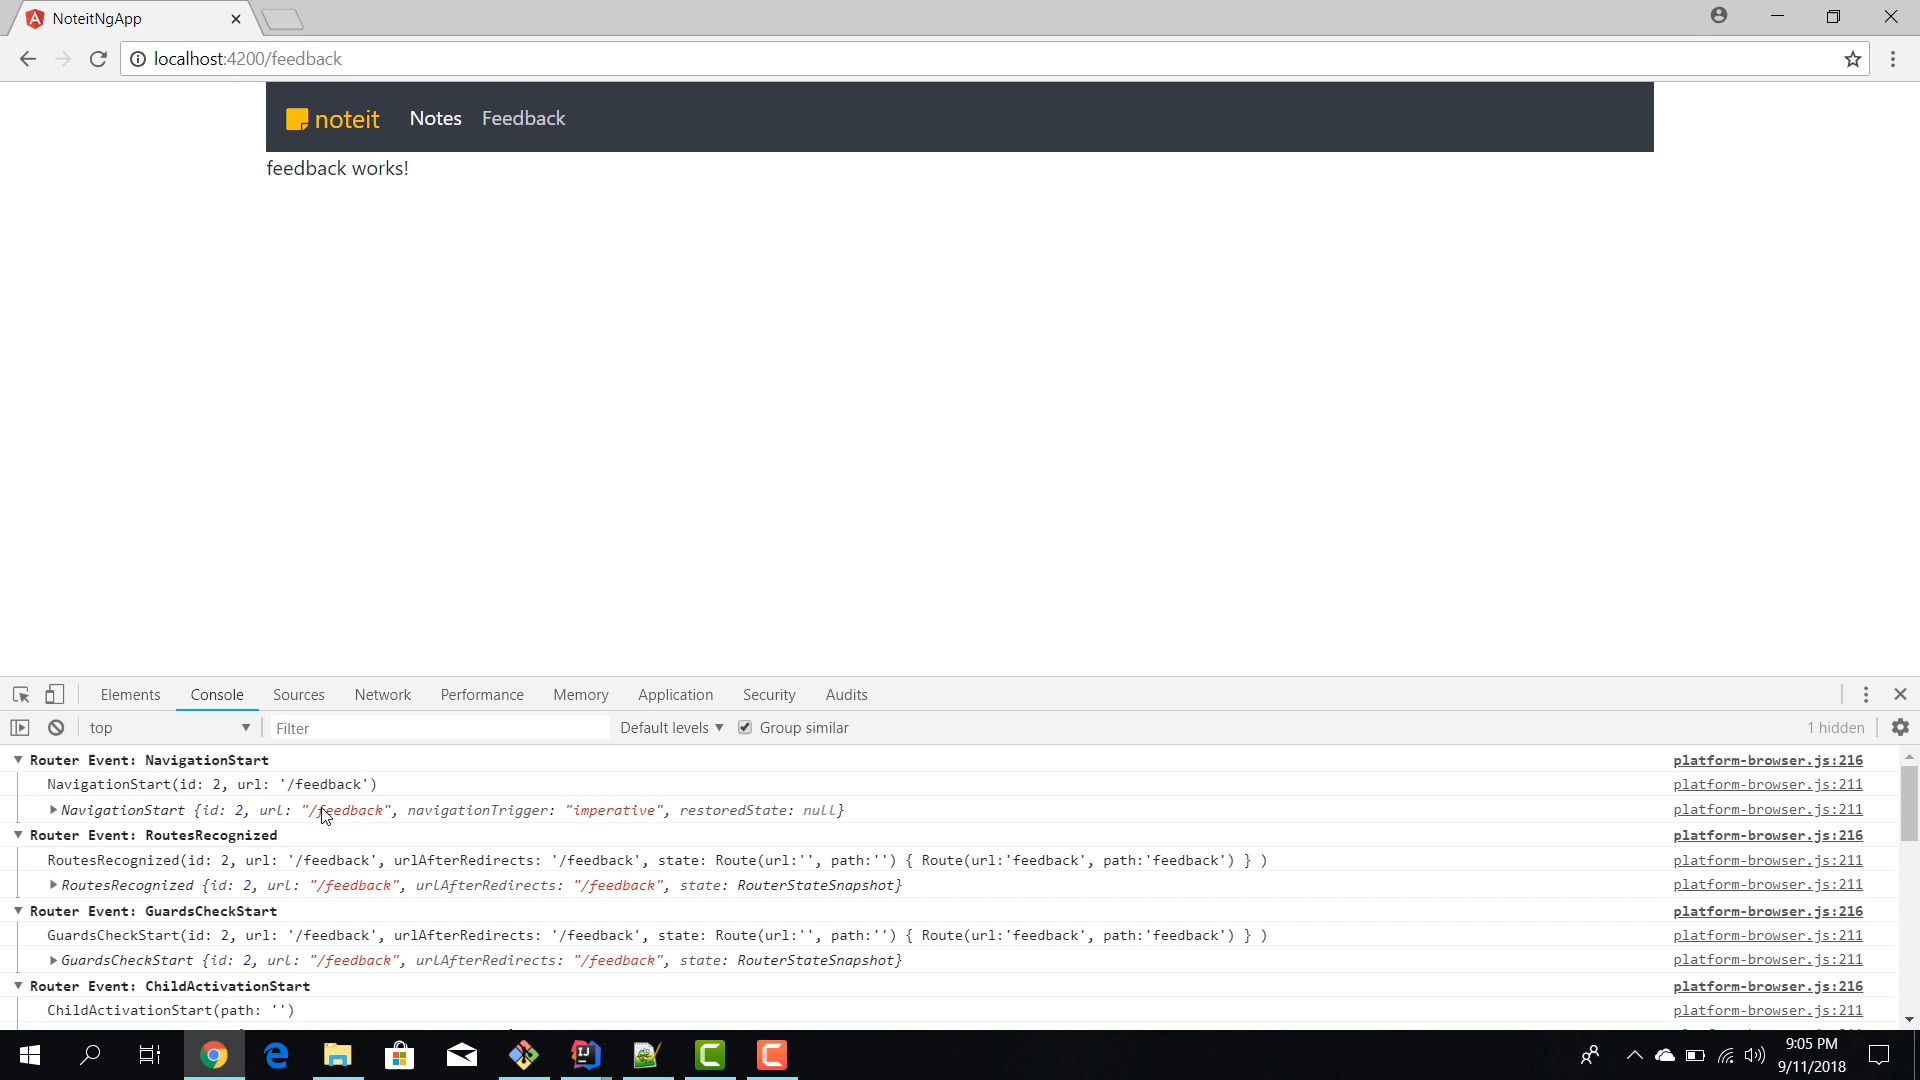 NoteitNgApp
localhost:4200/feedback
noteit Notes Feedback
feedback works!
Elements Console Sources Network Performance Memory Application Security Audits
top Filter Default levels Group similar 1 hidden
Router Event: NavigationStart platform-browser.js:216
NavigationStart(id: 2, url: '/feedback') platform-browser.js:211
NavigationStart {id: 2, url: "/feedback", navigationTrigger: "imperative", restoredState: null} platform-browser.js:211
Router Event: RoutesRecognized platform-browser.js:216
RoutesRecognized(id: 2, url: '/feedback', urlAfterRedirects: '/feedback', state: Route(url:'', path:'') { Route(url:'feedback', path:'feedback') } ) platform-browser.js:211
RoutesRecognized {id: 2, url: "/feedback", urlAfterRedirects: "/feedback", state: RouterStateSnapshot} platform-browser.js:211
Router Event: GuardsCheckStart platform-browser.js:216
GuardsCheckStart(id: 2, url: '/feedback', urlAfterRedirects: '/feedback', state: Route(url:'', path:'') { Route(url:'feedback', path:'feedback') } ) platform-browser.js:211
GuardsCheckStart {id: 2, url: "/feedback", urlAfterRedirects: "/feedback", state: RouterStateSnapshot} platform-browser.js:211
Router Event: ChildActivationStart platform-browser.js:216
ChildActivationStart(path: '') platform-browser.js:211
9:05 PM
9/11/2018